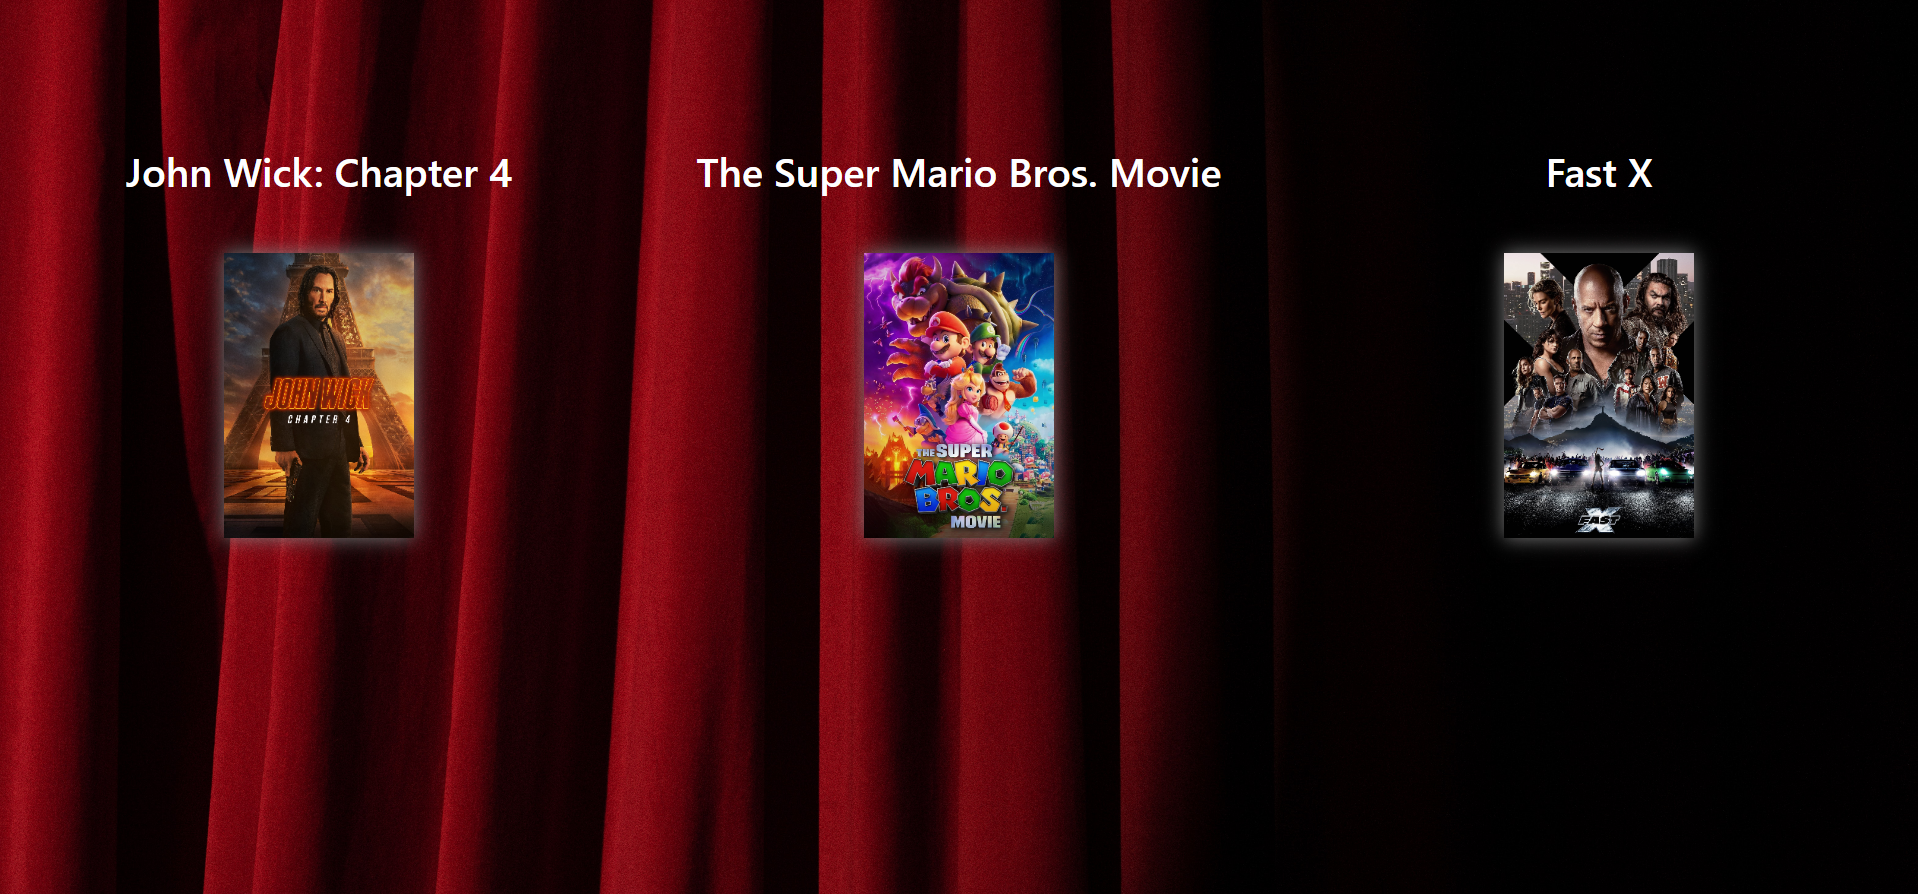 John Wick: Chapter 4
The Super Mario Bros. Movie
Fast X
JOHN WICK
CHAPTER 4
THE SUPER
MARIO
BROS.
MOVIE
FAST X